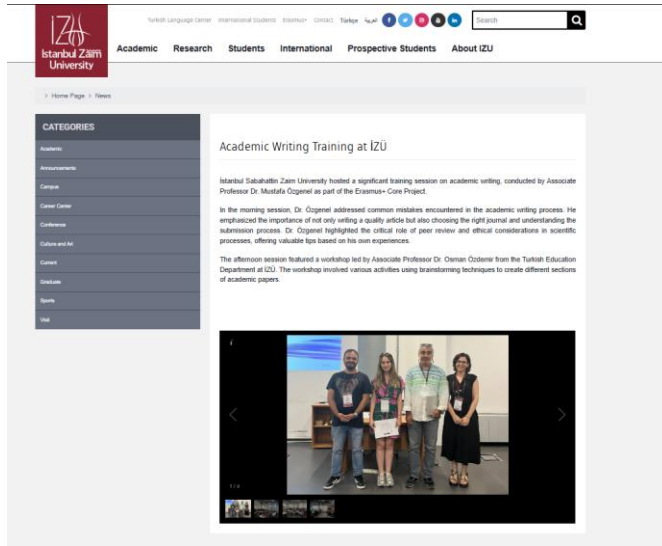 Turkish Language Center International Students Erasmus+ Contact Türkçe العربية
Search
İZÜ
İstanbul Zaim
University
Academic Research Students International Prospective Students About IZU
> Home Page > News
CATEGORIES
Academic
Announcements
Campus
Career Center
Conference
Culture and Art
Current
Graduate
Sports
Visit
Academic Writing Training at İZÜ
İstanbul Sabahattin Zaim University hosted a significant training session on academic writing, conducted by Associate
Professor Dr. Mustafa Özgenel as part of the Erasmus+ Core Project.
In the morning session, Dr. Özgenel addressed common mistakes encountered in the academic writing process. He
emphasized the importance of not only writing a quality article but also choosing the right journal and understanding the
submission process. Dr. Özgenel highlighted the critical role of peer review and ethical considerations in scientific
processes, offering valuable tips based on his own experiences.
The afternoon session featured a workshop led by Associate Professor Dr. Osman Özdemir from the Turkish Education
Department at İZÜ. The workshop involved various activities using brainstorming techniques to create different sections
of academic papers.
i
1 / 4